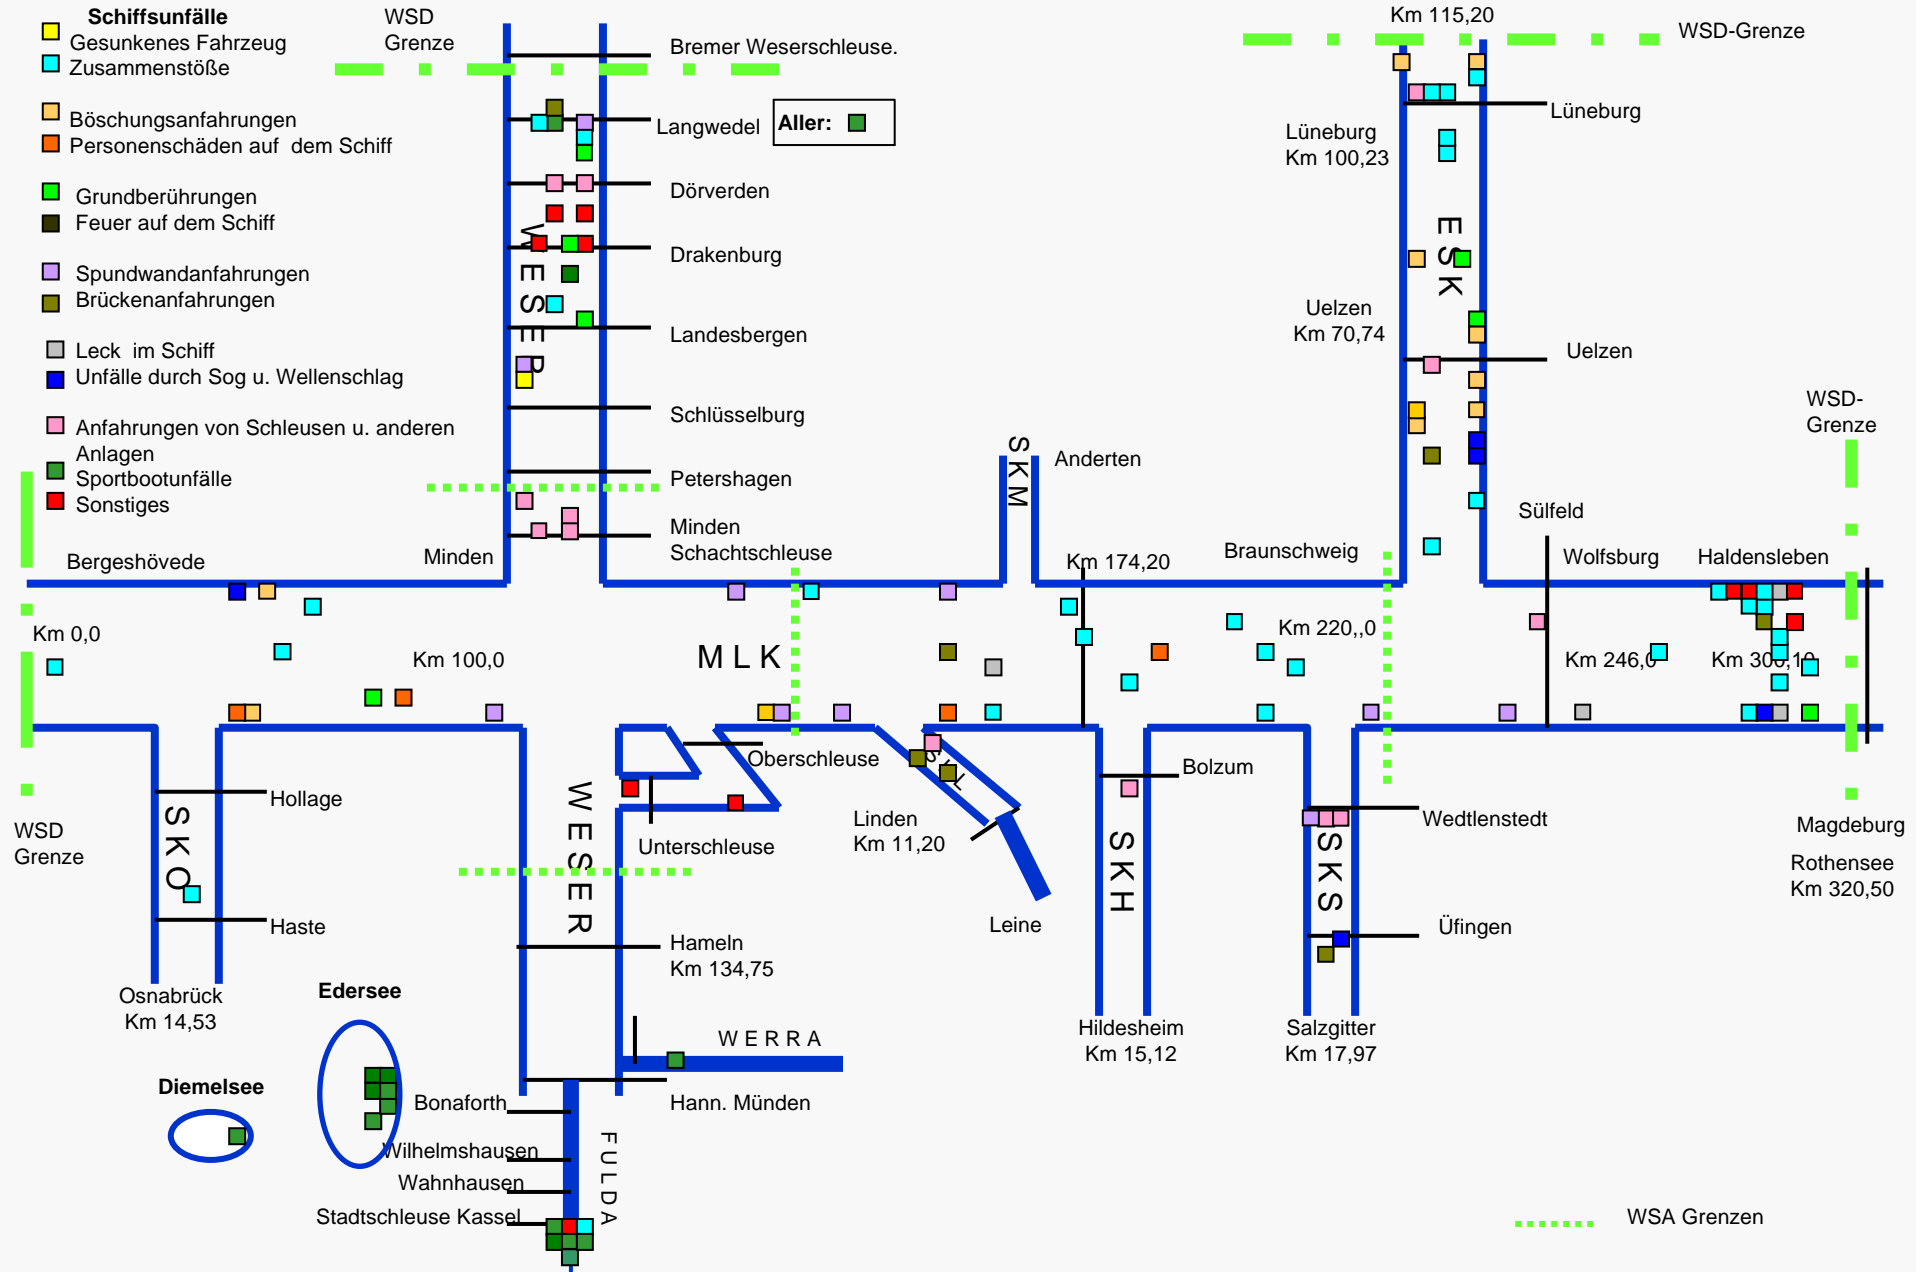 Schiffsunfälle
Gesunkenes Fahrzeug
Zusammenstöße
Böschungsanfahrungen
Personenschäden auf dem Schiff
Grundberührungen
Feuer auf dem Schiff
Spundwandanfahrungen
Brückenanfahrungen
Leck im Schiff
Unfälle durch Sog u. Wellenschlag
Anfahrungen von Schleusen u. anderen
Anlagen
Sportbootunfälle
Sonstiges
WSD
Grenze
Bremer Weserschleuse.
Langwedel
Aller:
Dörverden
Drakenburg
Landesbergen
Schlüsselburg
Petershagen
Minden
Schachtschleuse
WESER
Km 115,20
WSD-Grenze
Lüneburg
Lüneburg
Km 100,23
ESK
Uelzen
Km 70,74
Uelzen
WSD-
Grenze
SKM
Anderten
Sülfeld
Bergeshövede
Minden
Km 174,20
Braunschweig
Wolfsburg
Haldensleben
Km 0,0
Km 100,0
MLK
Km 220,,0
Km 246,0
Km 300,10
Oberschleuse
Unterschleuse
SKO
Hollage
Haste
Osnabrück
Km 14,53
WSD
Grenze
WESER
Hameln
Km 134,75
SLL
Linden
Km 11,20
Leine
SKH
Bolzum
Hildesheim
Km 15,12
SKS
Wedtlenstedt
Üfingen
Salzgitter
Km 17,97
Magdeburg
Rothensee
Km 320,50
Edersee
Diemelsee
WERRA
Hann. Münden
Bonaforth
Wilhelmshausen
Wahnhausen
Stadtschleuse Kassel
FULDA
WSA Grenzen